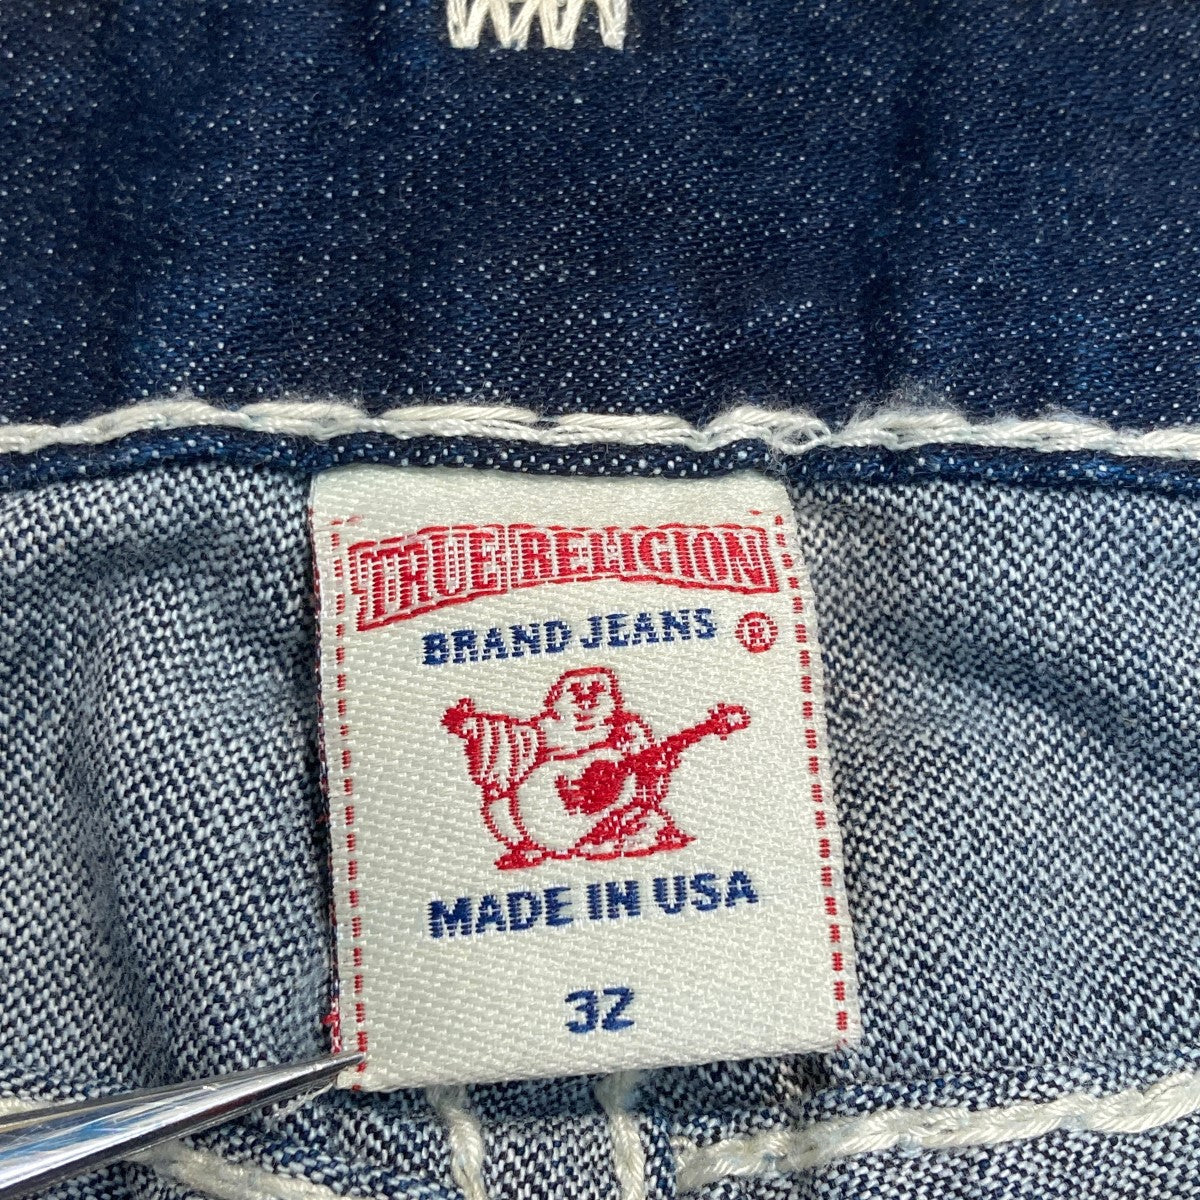 TRUE RELIGION
BRAND JEANS ®
MADE IN USA
32